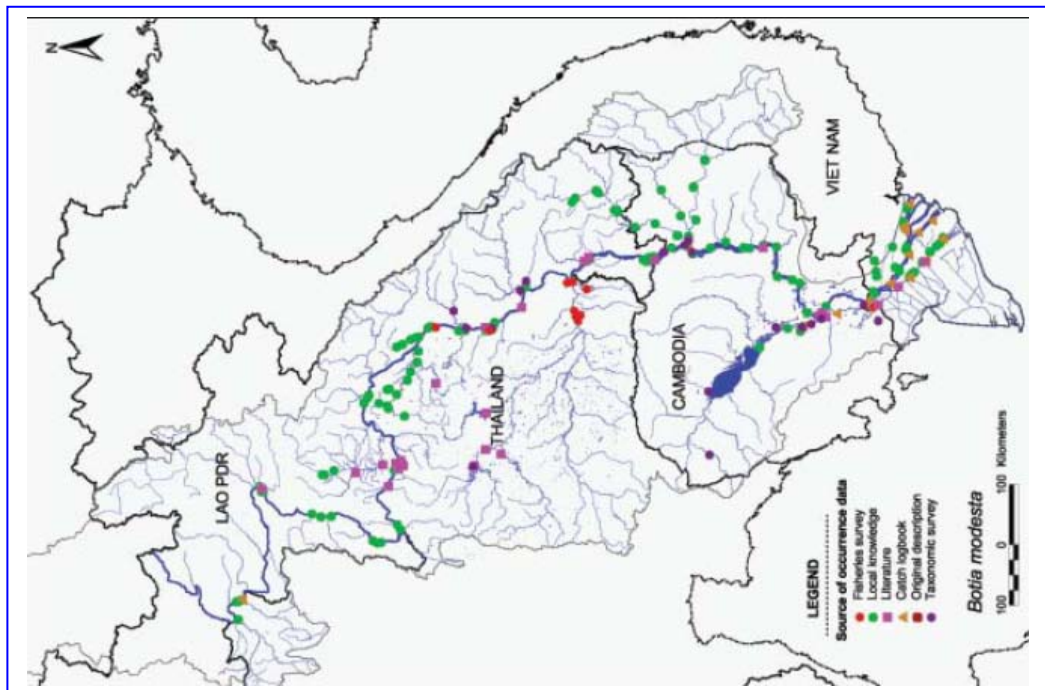 N
LAO PDR
THAILAND
CAMBODIA
VIET NAM
LEGEND
Source of occurrence data
Fisheries survey
Local knowledge
Literature
Catch logbook
Original description
Taxonomic survey
Botia modesta
100 0 100 Kilometers